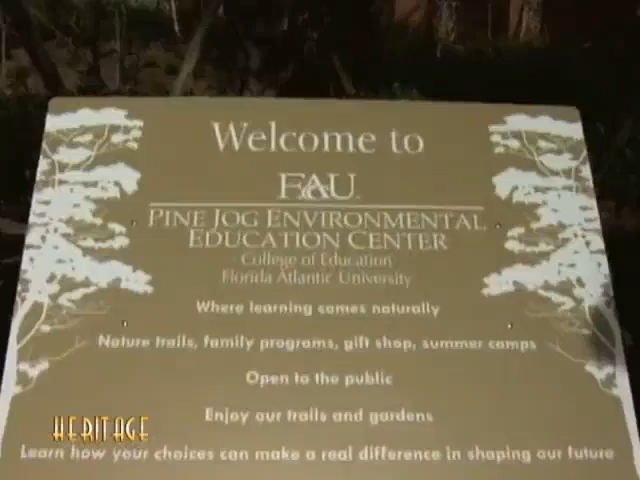 Welcome to
FAU
PINE JOG ENVIRONMENTAL
EDUCATION CENTER
College of Education
Florida Atlantic University
Where learning comes naturally
Nature trails, family programs, gift shop, summer camps
Open to the public
Enjoy our trails and gardens
HERITAGE
Learn how your choices can make a real difference in shaping our future